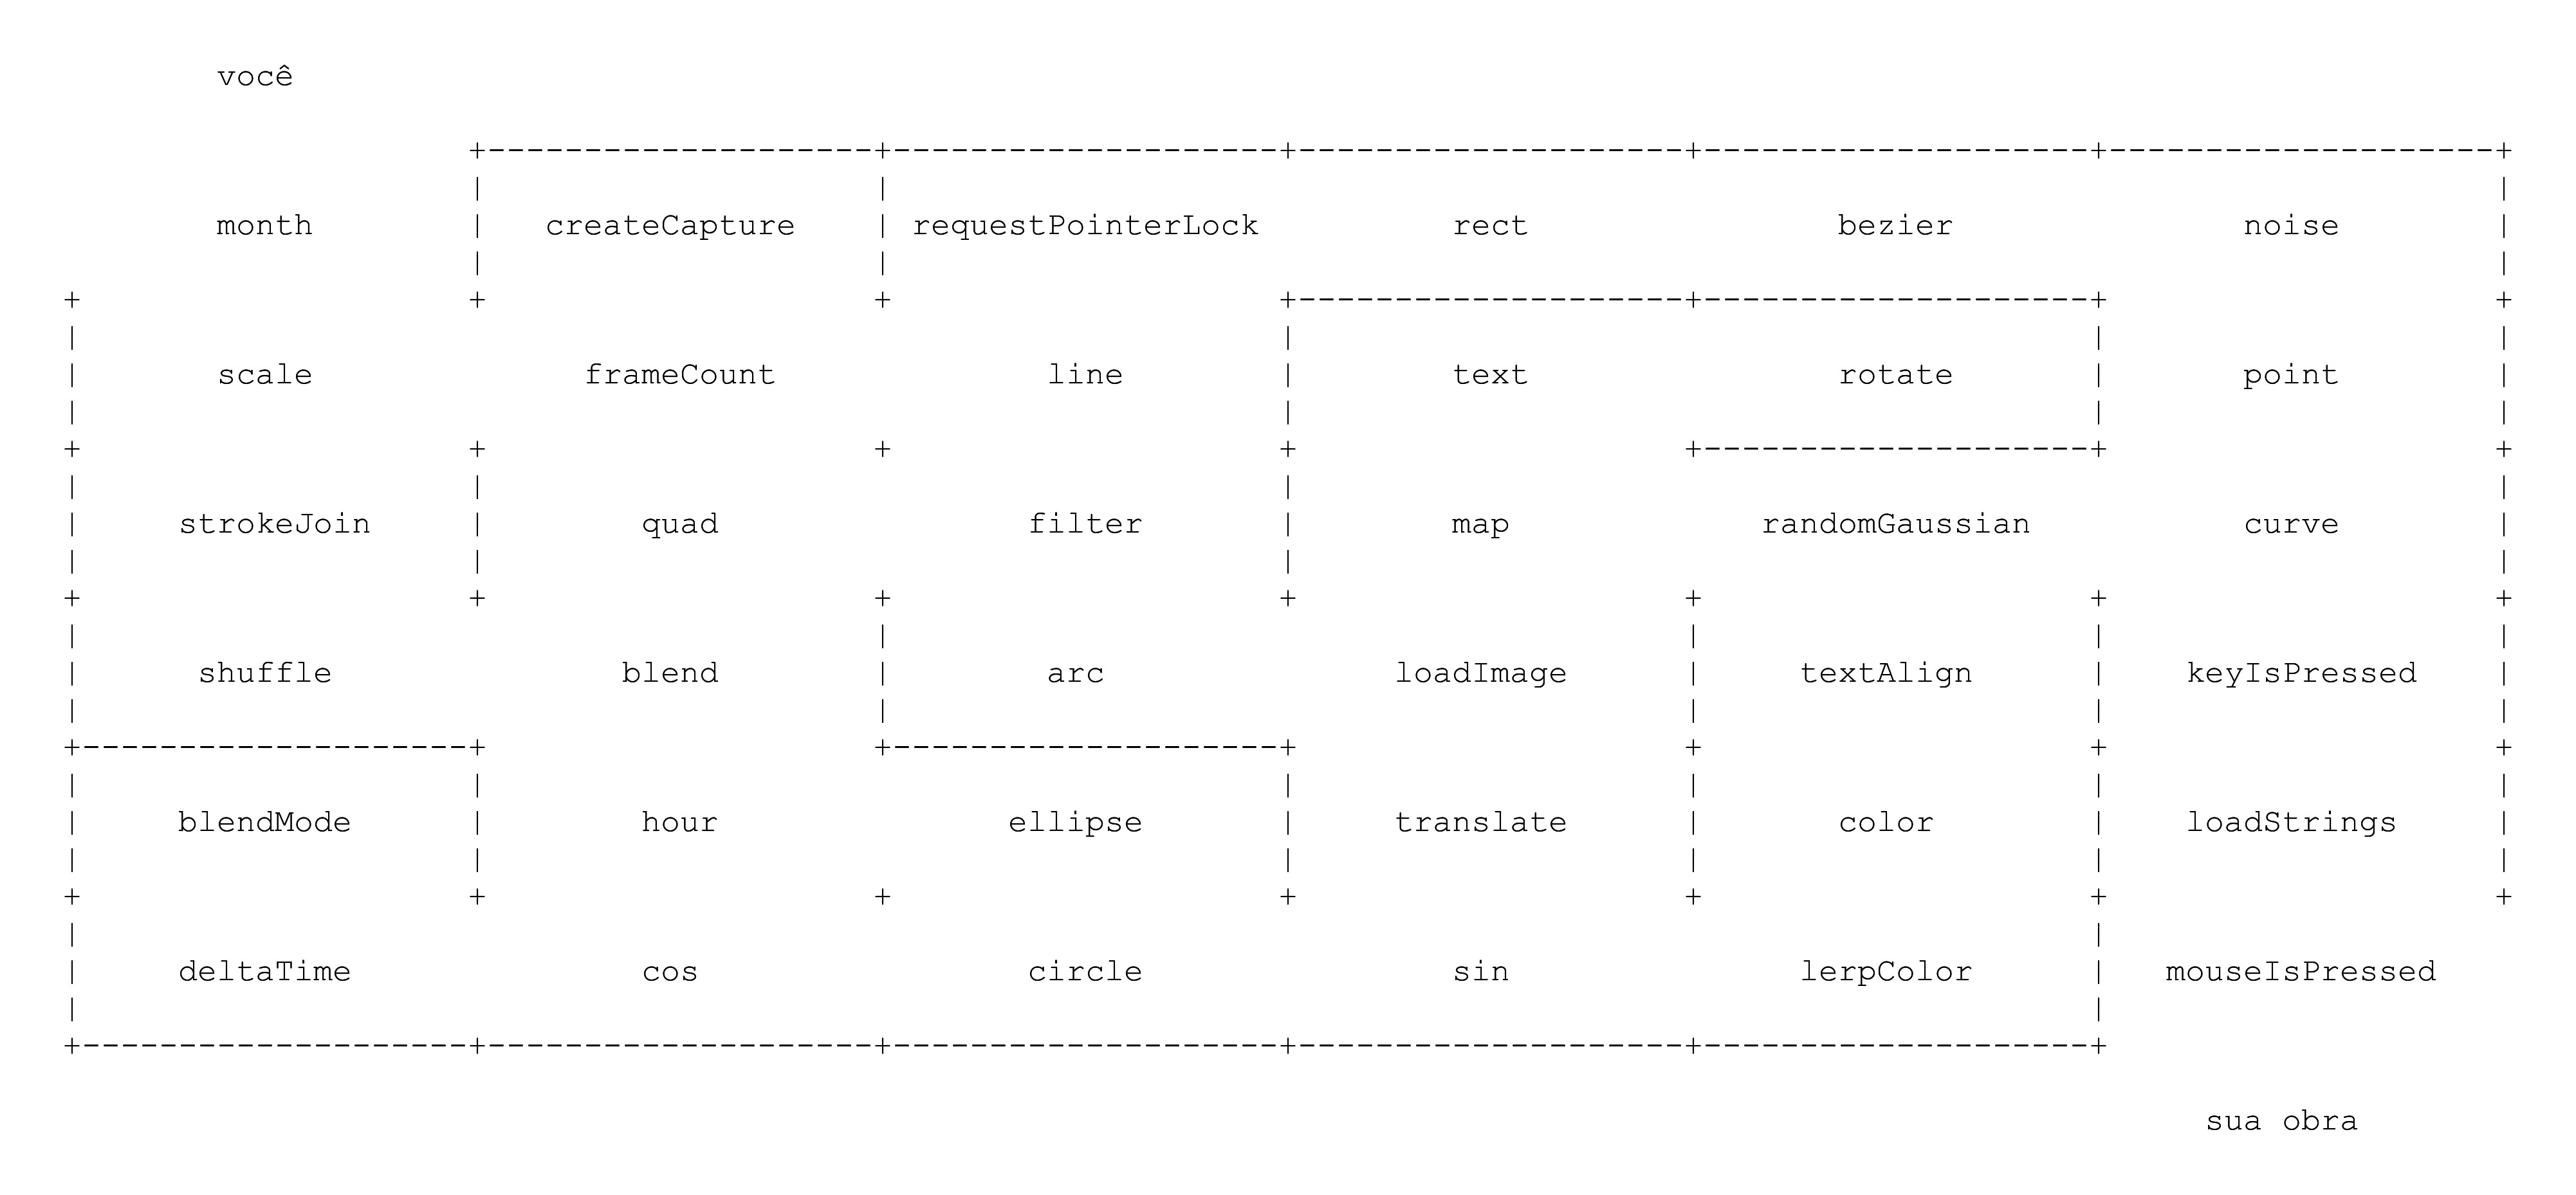 você
month createCapture requestPointerLock rect bezier noise
scale frameCount line text rotate point
strokeJoin quad filter map randomGaussian curve
shuffle blend arc loadImage textAlign keyIsPressed
blendMode hour ellipse translate color loadStrings
deltaTime cos circle sin lerpColor mouseIsPressed
sua obra